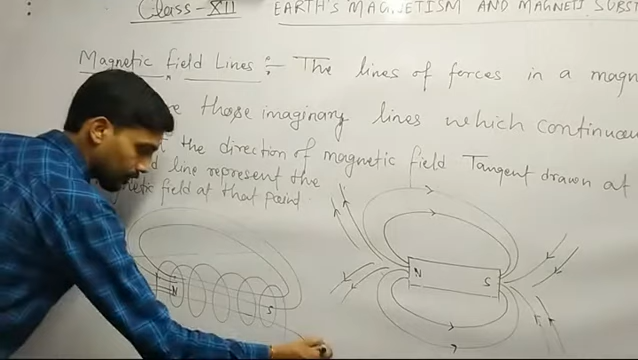 Class - XII EARTH'S MAGNETISM AND MAGNETI SUBST
Magnetic field Lines :- The lines of forces in a magn
those imaginary lines which continuou
the direction of magnetic field Tangent drawn at
line represent the
field at that point.
N S
N S